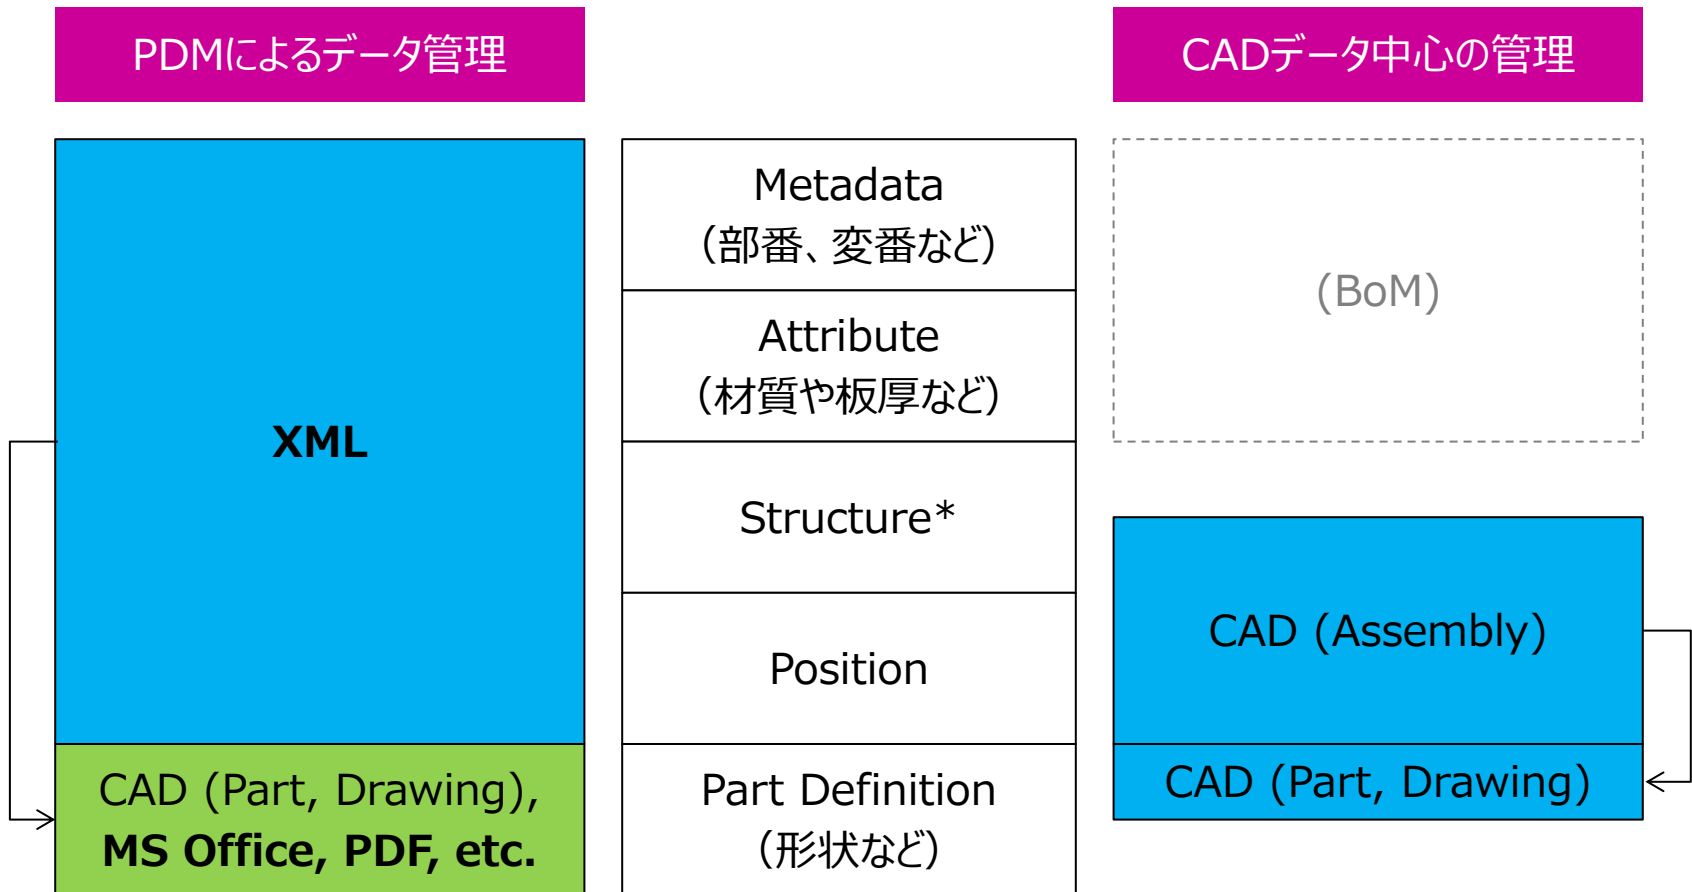 PDMによるデータ管理
CADデータ中心の管理
XML
CAD (Part, Drawing),
MS Office, PDF, etc.
Metadata
（部番、変番など）
Attribute
（材質や板厚など）
Structure*
Position
Part Definition
（形状など）
(BoM)
CAD (Assembly)
CAD (Part, Drawing)